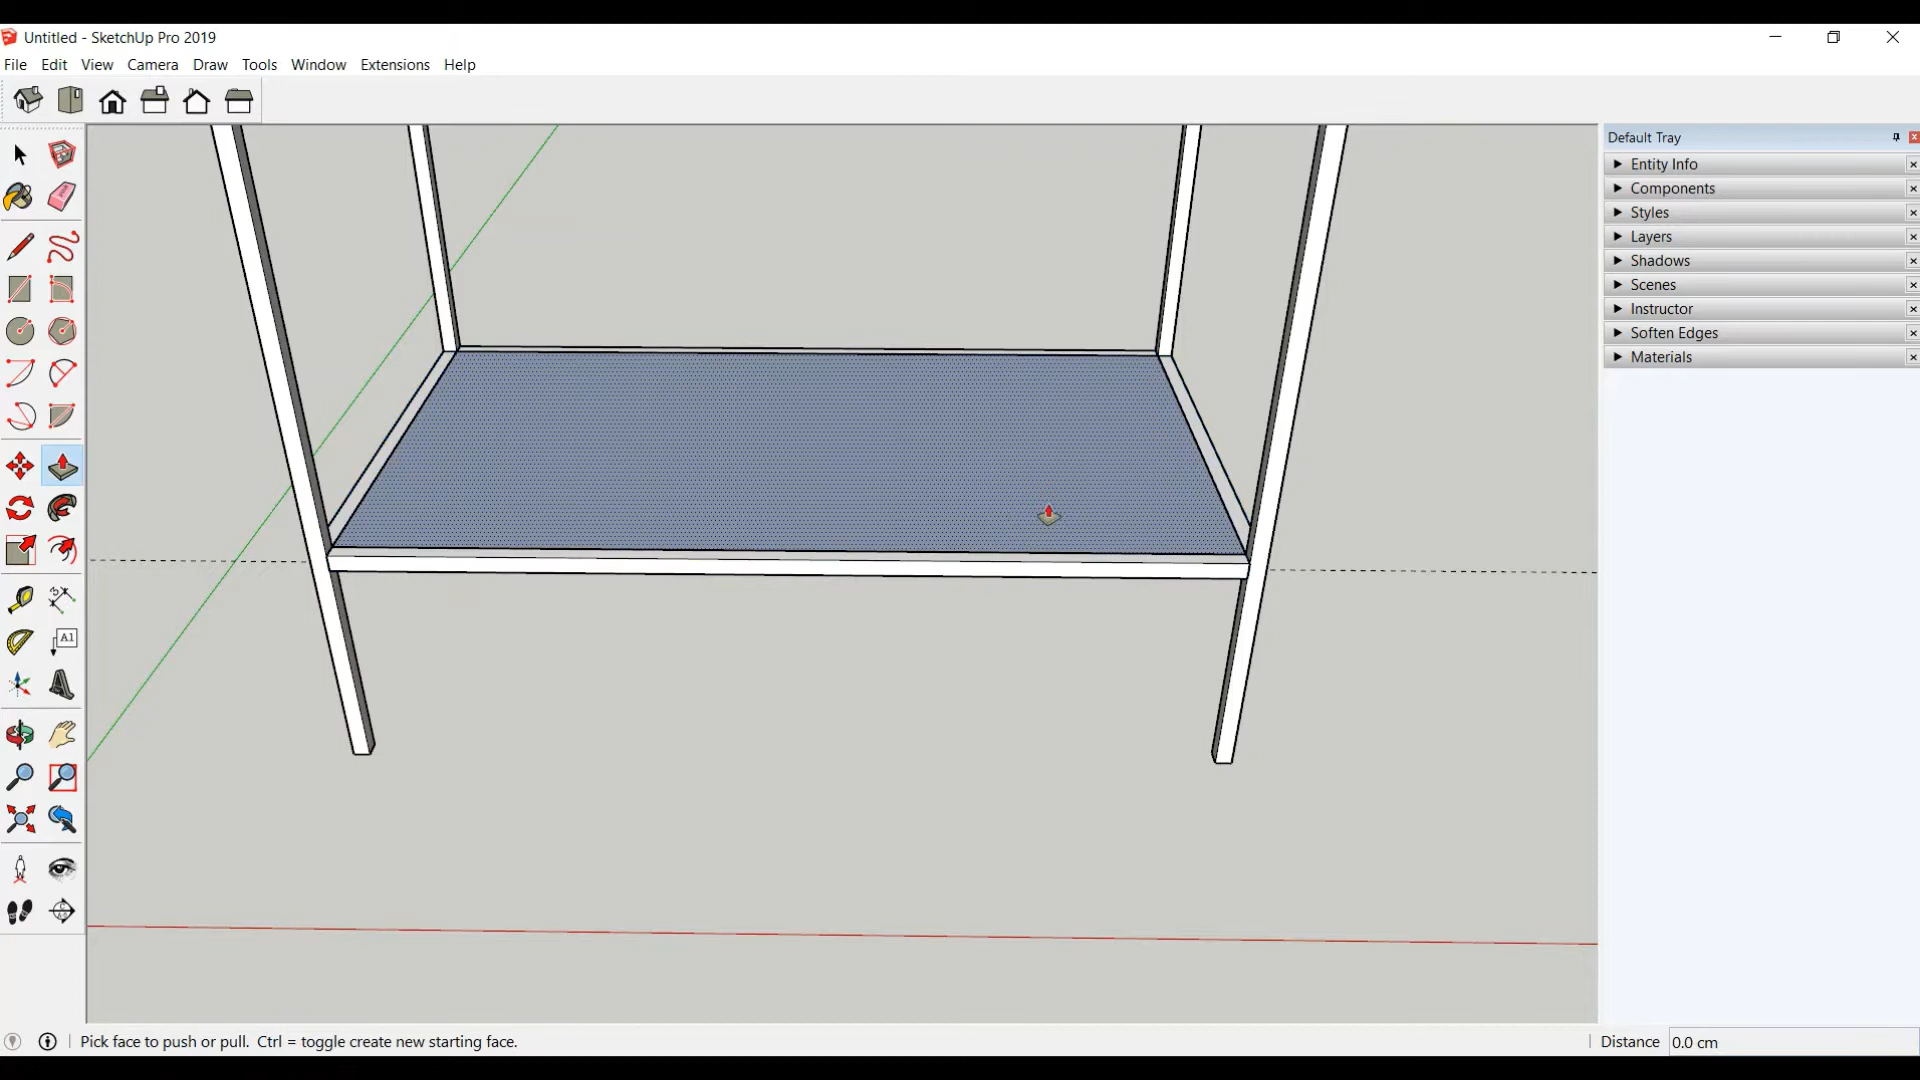 Untitled - SketchUp Pro 2019
File Edit View Camera Draw Tools Window Extensions Help
Default Tray
Entity Info
Components
Styles
Layers
Shadows
Scenes
Instructor
Soften Edges
Materials
A1
Pick face to push or pull. Ctrl = toggle create new starting face.
Distance 0.0 cm